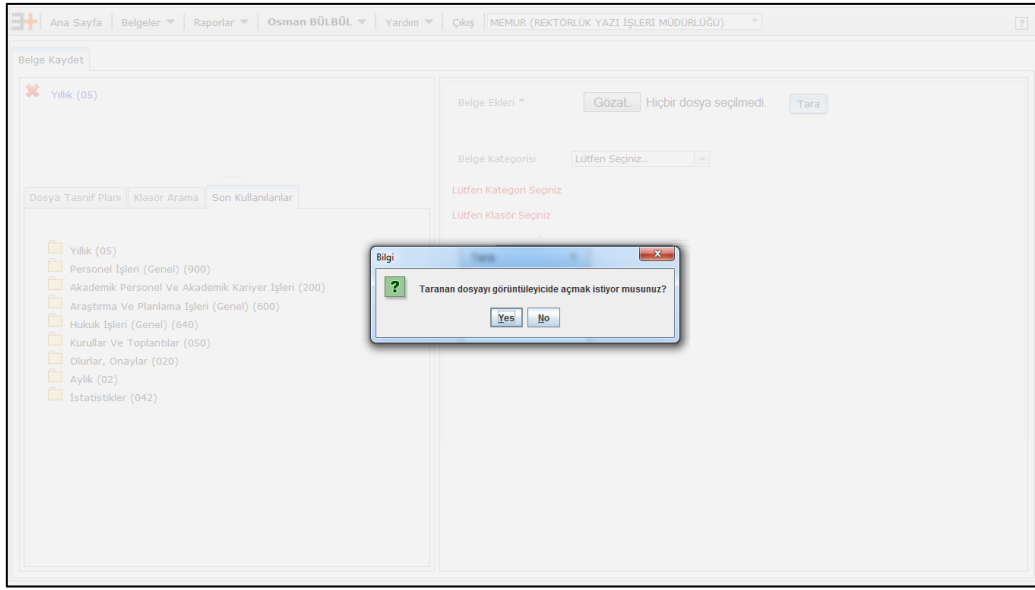 Ana Sayfa Belgeler Raporlar Osman BÜLBÜL Yardım Çıkış MEMUR (REKTÖRLÜK YAZI İŞLERİ MÜDÜRLÜĞÜ) ?
Belge Kaydet
Yıllık (05)
Dosya Tasnif Planı Klasör Arama Son Kullanılanlar
Yıllık (05)
Personel İşleri (Genel) (900)
Akademik Personel Ve Akademik Kariyer İşleri (200)
Araştırma Ve Planlama İşleri (Genel) (600)
Hukuk İşleri (Genel) (640)
Kurullar Ve Toplantılar (050)
Olurlar, Onaylar (020)
Aylık (02)
İstatistikler (042)
Belge Ekleri * Gözat.. Hiçbir dosya seçilmedi. Tara
Belge Kategorisi Lütfen Seçiniz..
Lütfen Kategori Seçiniz
Lütfen Klasör Seçiniz
Bilgi
Tara
Taranan dosyayı görüntüleyicide açmak istiyor musunuz?
Yes No